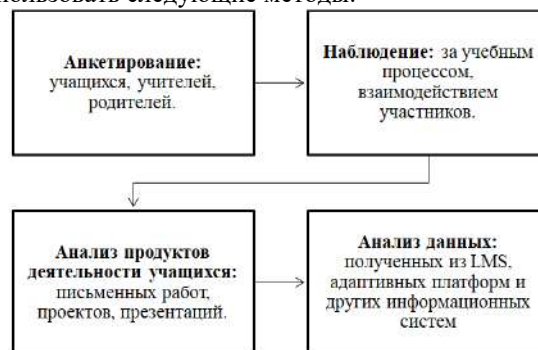 пользовать следующие методы:
Анкетирование:
учащихся, учителей,
родителей.
Наблюдение: за учебным
процессом,
взаимодействием
участников.
Анализ продуктов
деятельности учащихся:
письменных работ,
проектов, презентаций.
Анализ данных:
полученных из LMS,
адаптивных платформ и
других информационных
систем